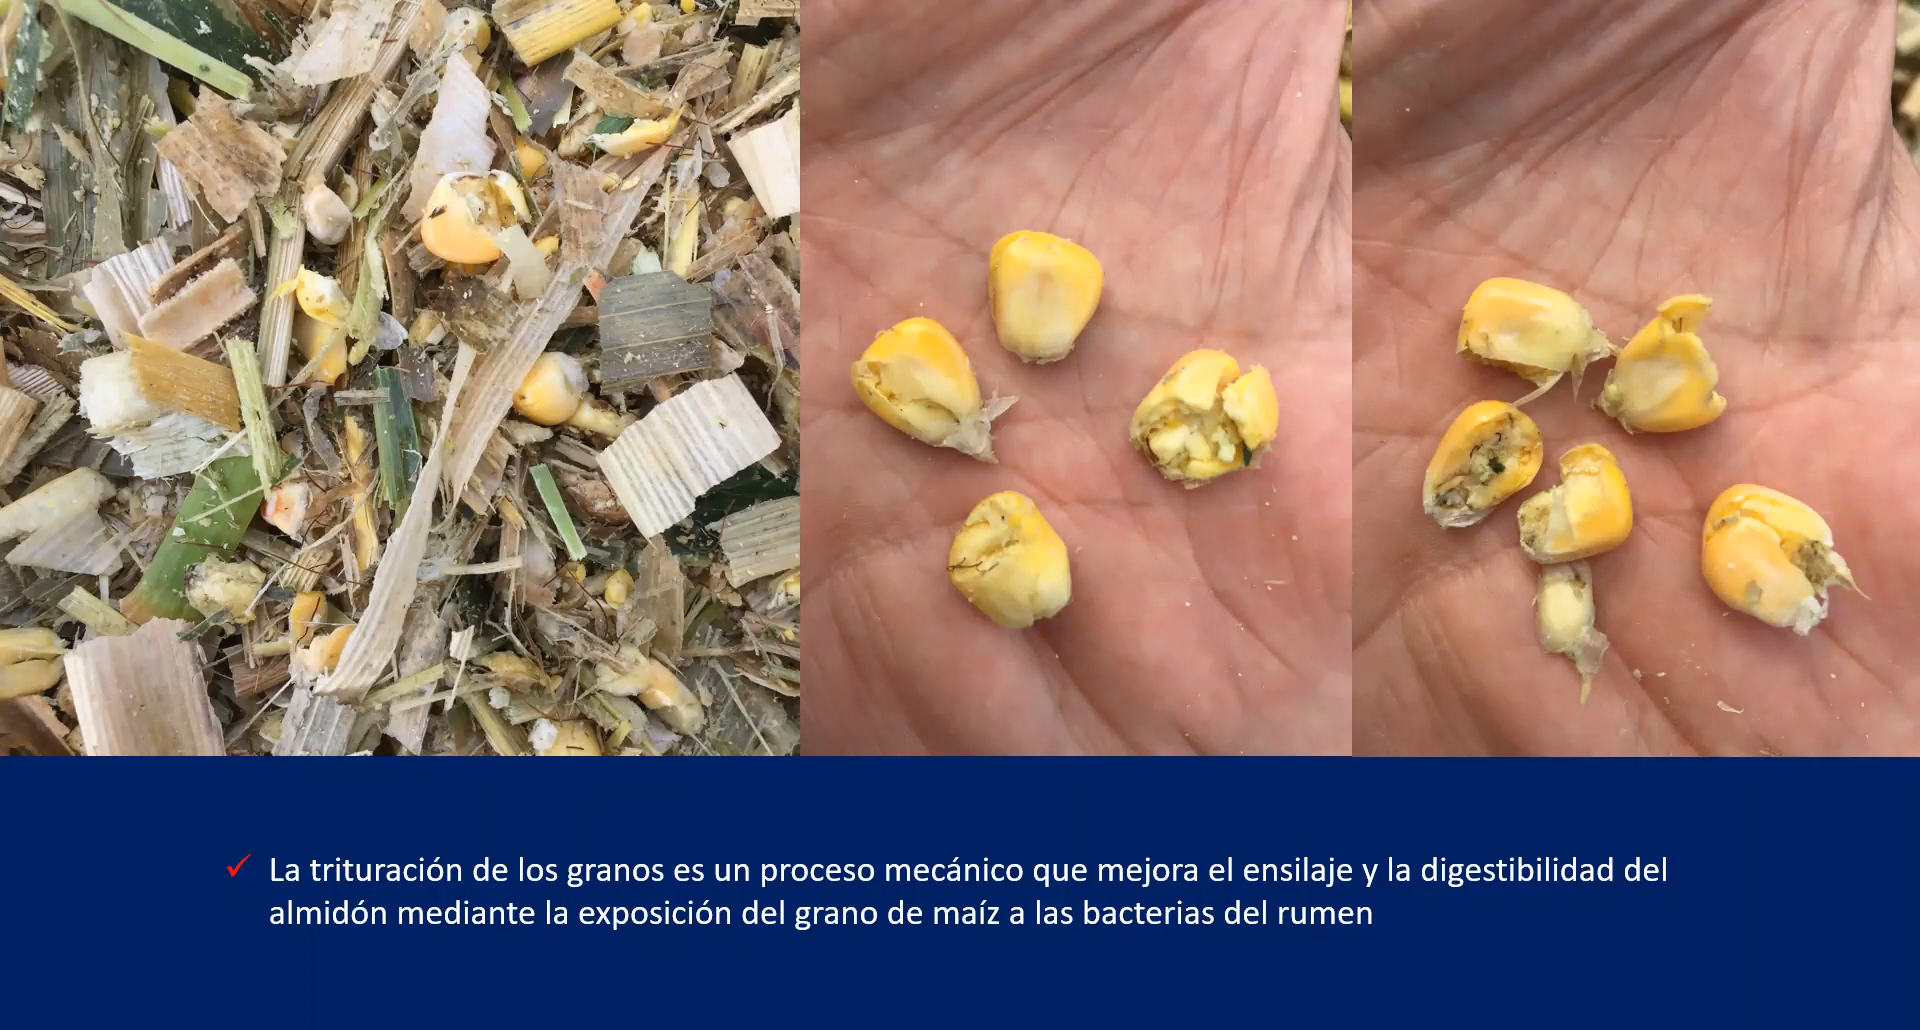 La trituración de los granos es un proceso mecánico que mejora el ensilaje y la digestibilidad del
almidón mediante la exposición del grano de maíz a las bacterias del rumen